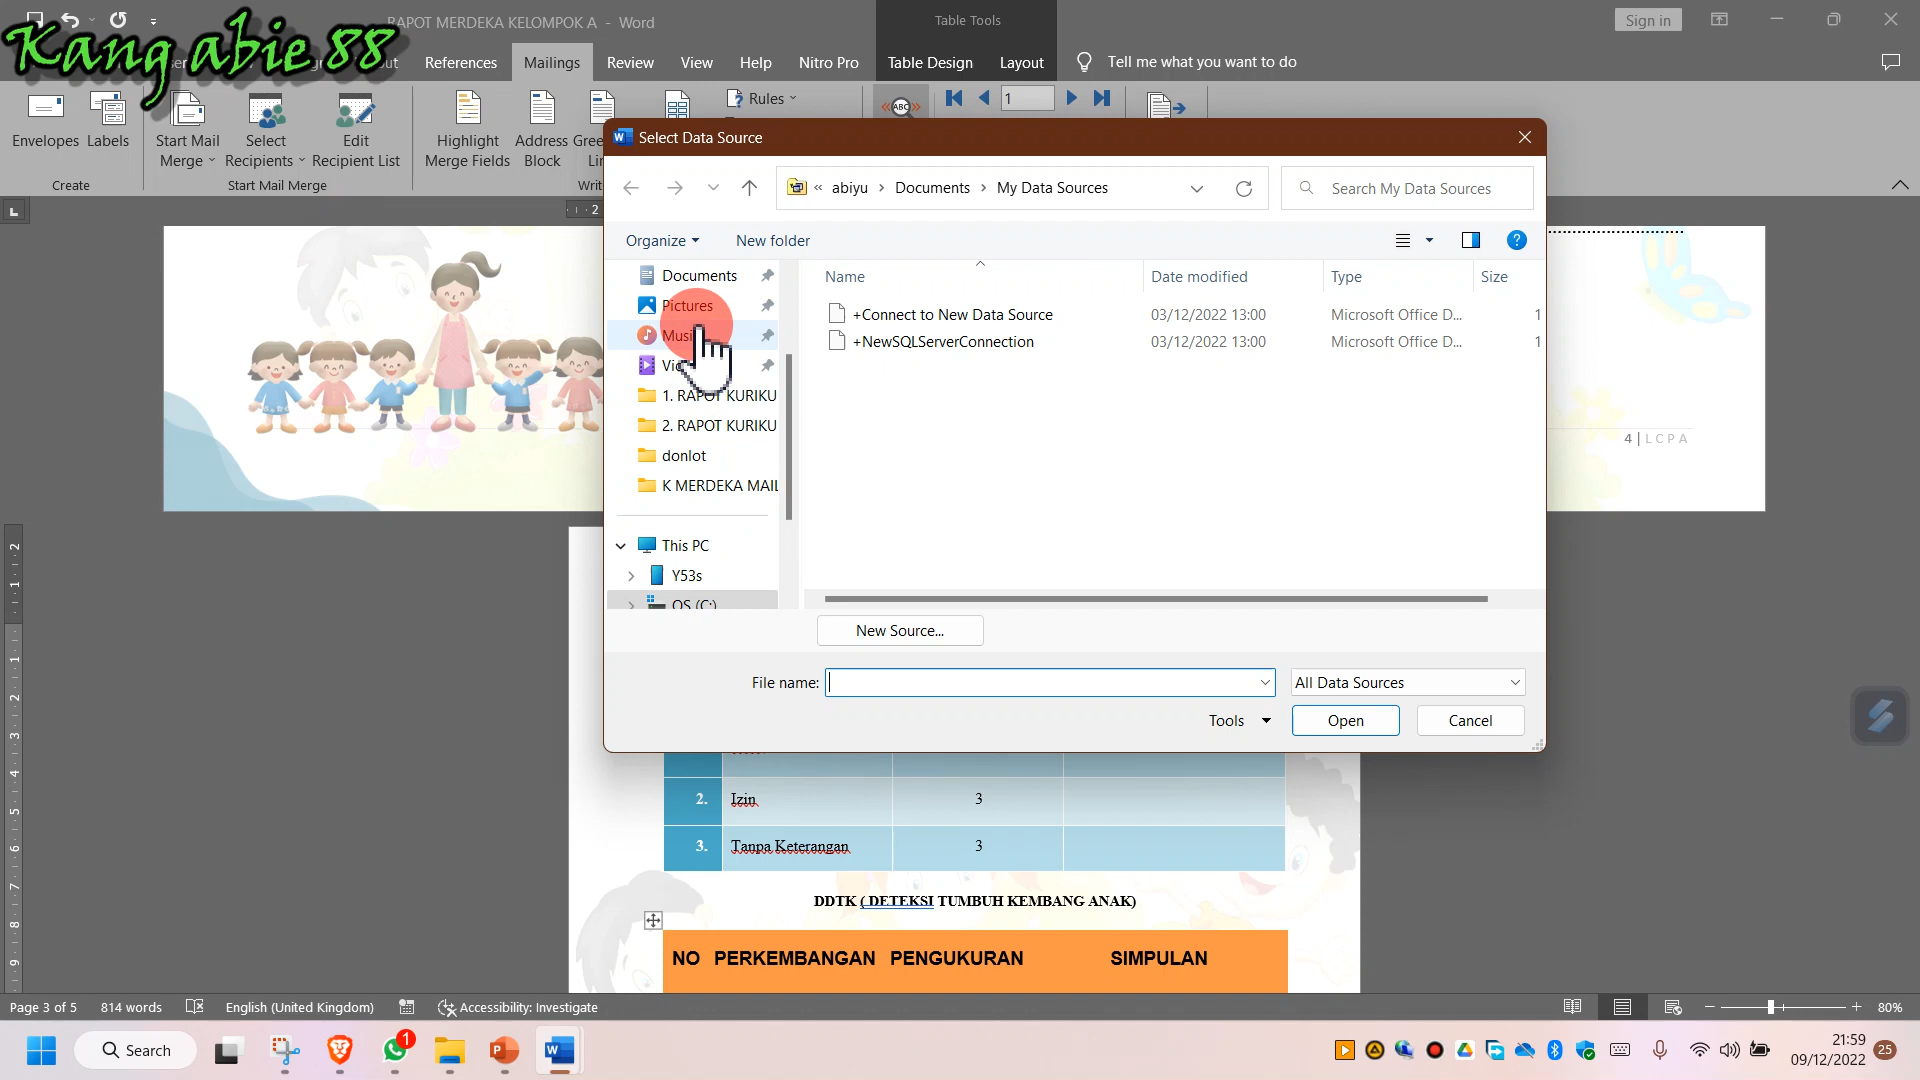 Kang abie 88
RAPOT MERDEKA KELOMPOK A - Word
Table Tools
Sign in
References
Mailings
Review
View
Help
Nitro Pro
Table Design
Layout
Tell me what you want to do
Envelopes
Labels
Start Mail
Merge
Select
Recipients
Edit
Recipient List
Highlight
Merge Fields
Address
Block
Rules
ABC
1
Create
Start Mail Merge
Select Data Source
« abiyu > Documents > My Data Sources
Search My Data Sources
Organize
New folder
Name
Date modified
Type
Size
Documents
Pictures
1. RAPOT KURIKU
2. RAPOT KURIKU
donlot
K MERDEKA MAIL
This PC
Y53s
OS (C:)
+Connect to New Data Source
03/12/2022 13:00
Microsoft Office D...
1
+NewSQLServerConnection
03/12/2022 13:00
Microsoft Office D...
1
New Source...
File name:
All Data Sources
Tools
Open
Cancel
4 | L C P A
2.
Izin
3
3.
Tanpa Keterangan
3
DDTK ( DETEKSI TUMBUH KEMBANG ANAK)
NO PERKEMBANGAN PENGUKURAN SIMPULAN
Page 3 of 5
814 words
English (United Kingdom)
Accessibility: Investigate
80%
Search
1
21:59
09/12/2022
25